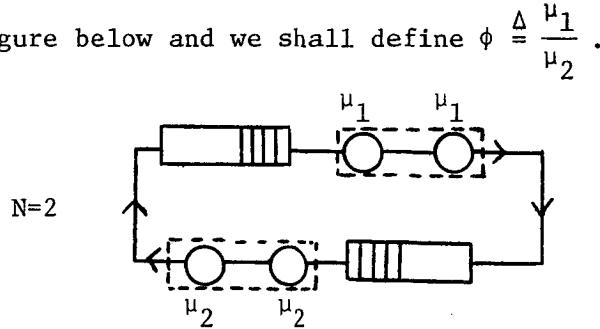 gure below and we shall define ϕ ≜ μ₁/μ₂ .
μ₁ μ₁
N=2
μ₂ μ₂